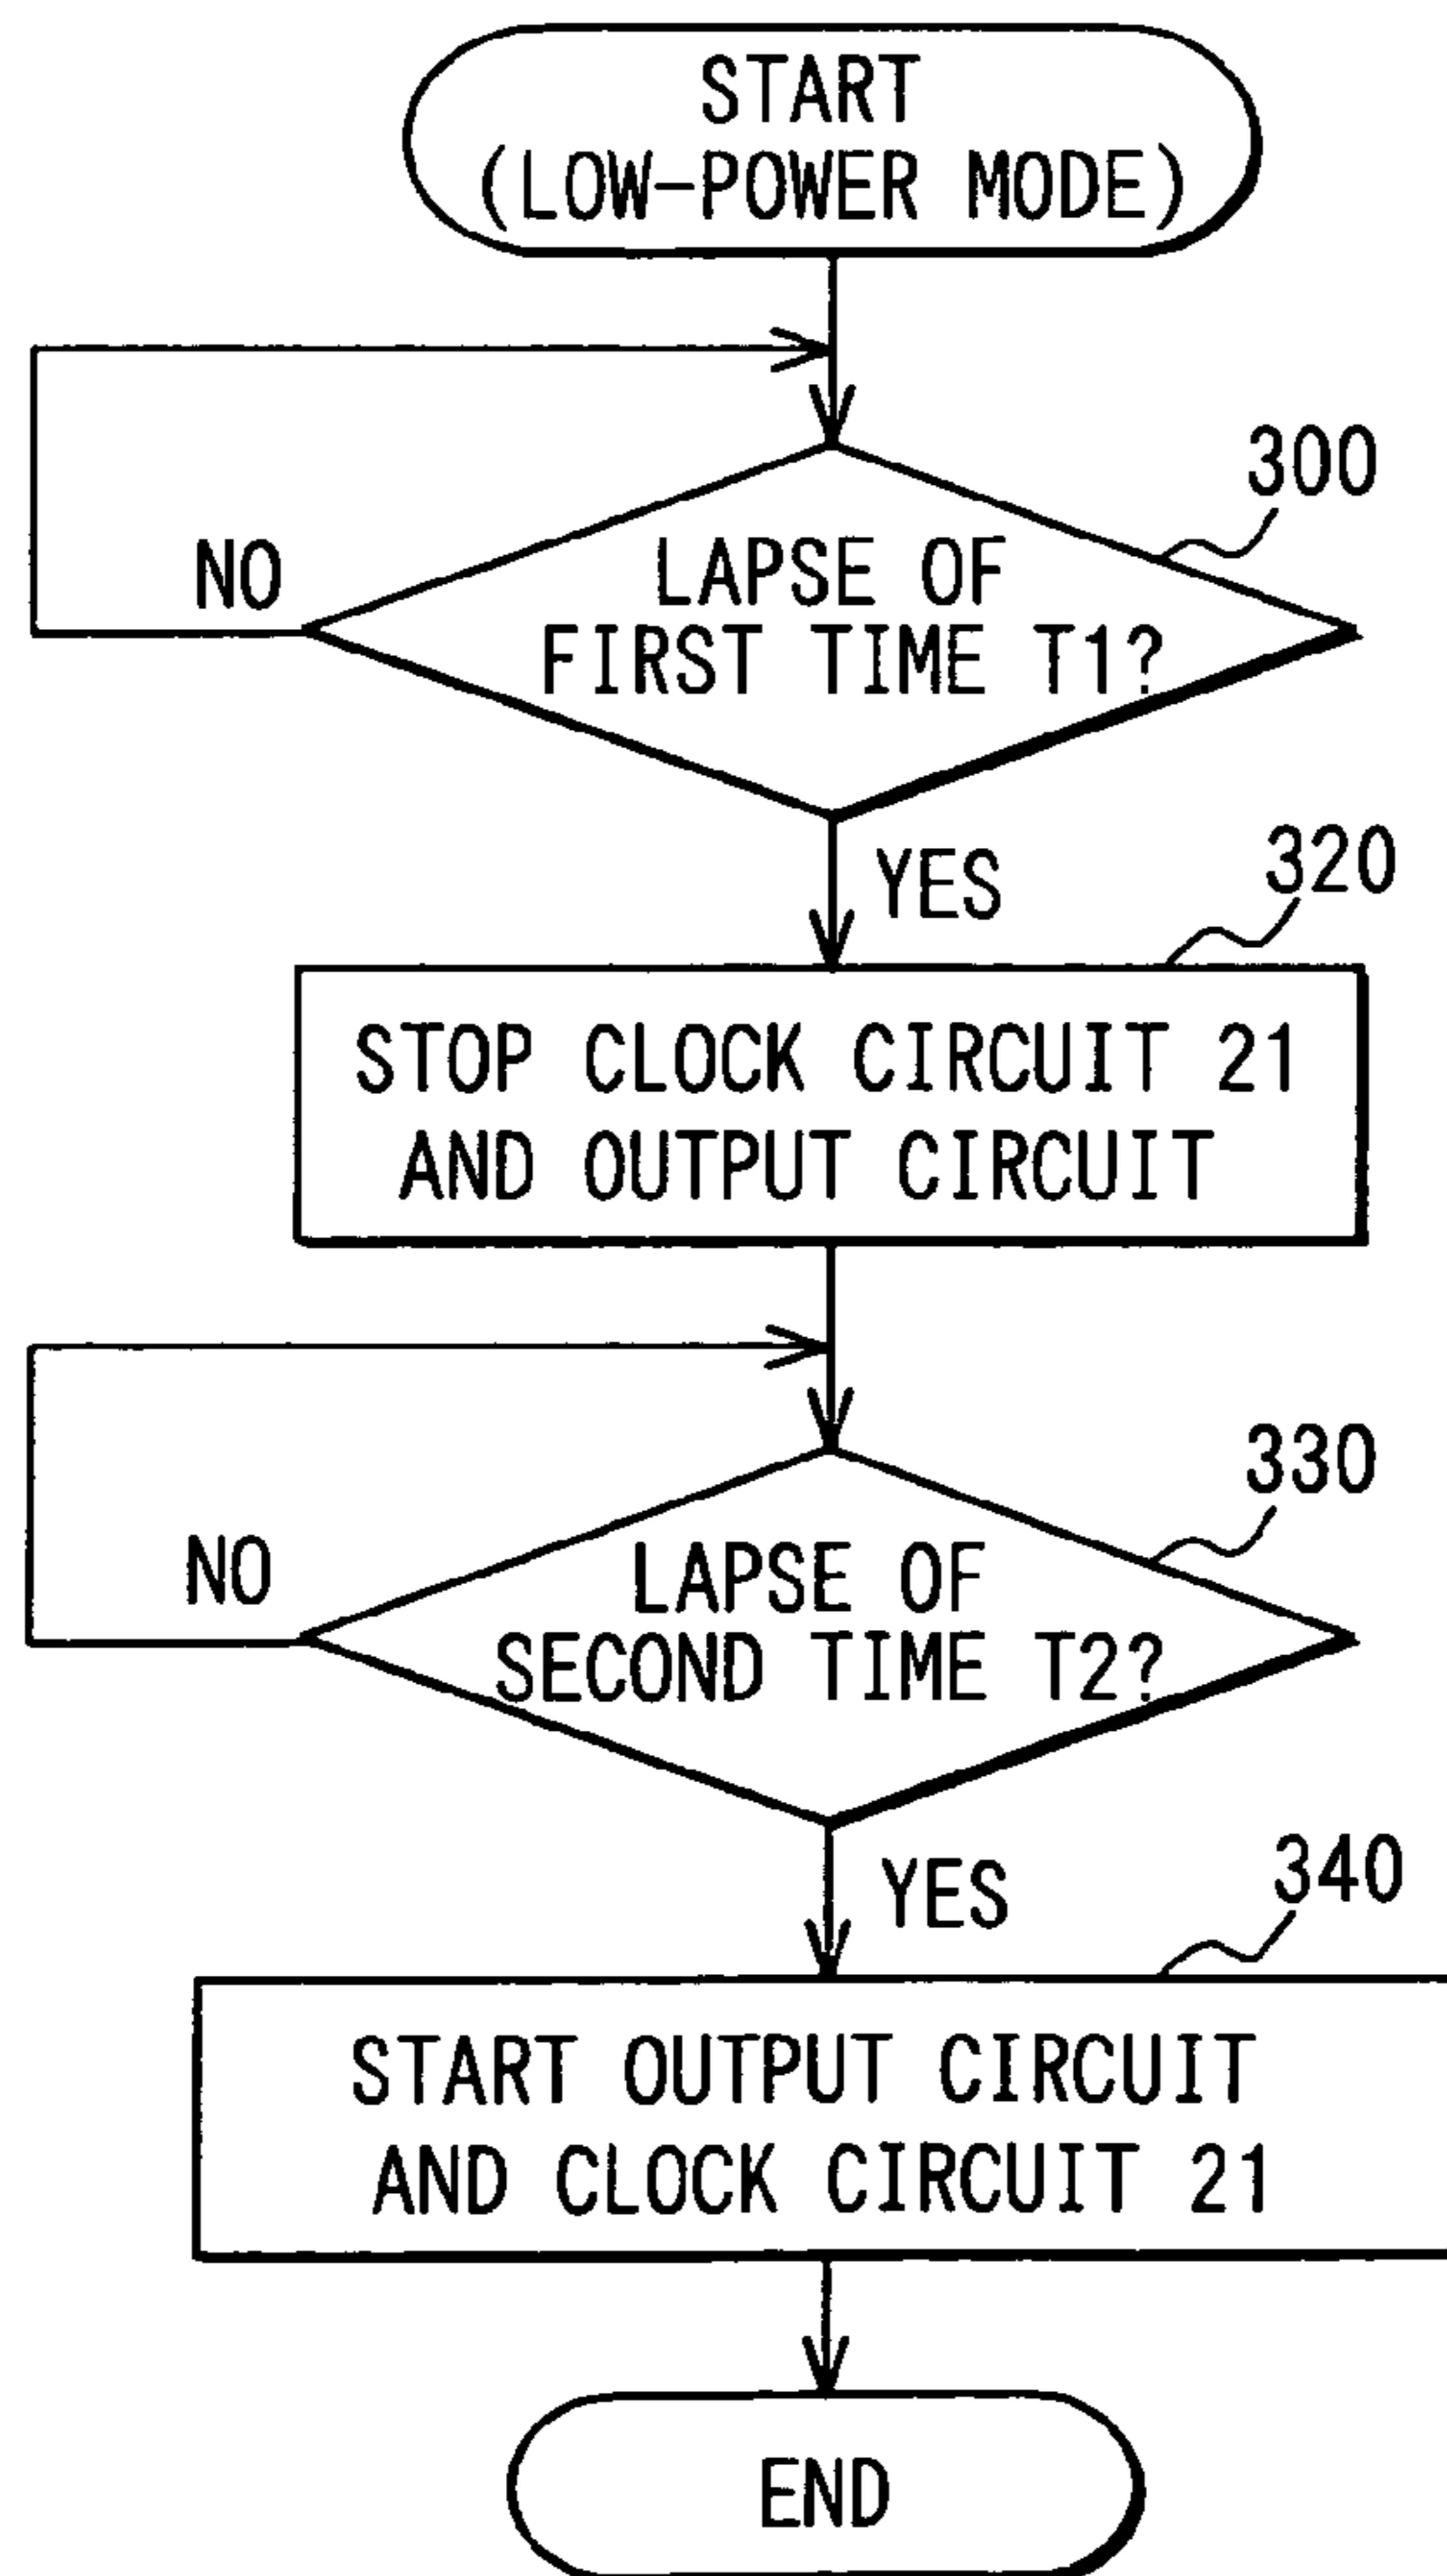 START
(LOW-POWER MODE)
300
LAPSE OF
FIRST TIME T1?
NO
YES
320
STOP CLOCK CIRCUIT 21
AND OUTPUT CIRCUIT
330
LAPSE OF
SECOND TIME T2?
NO
YES
340
START OUTPUT CIRCUIT
AND CLOCK CIRCUIT 21
END